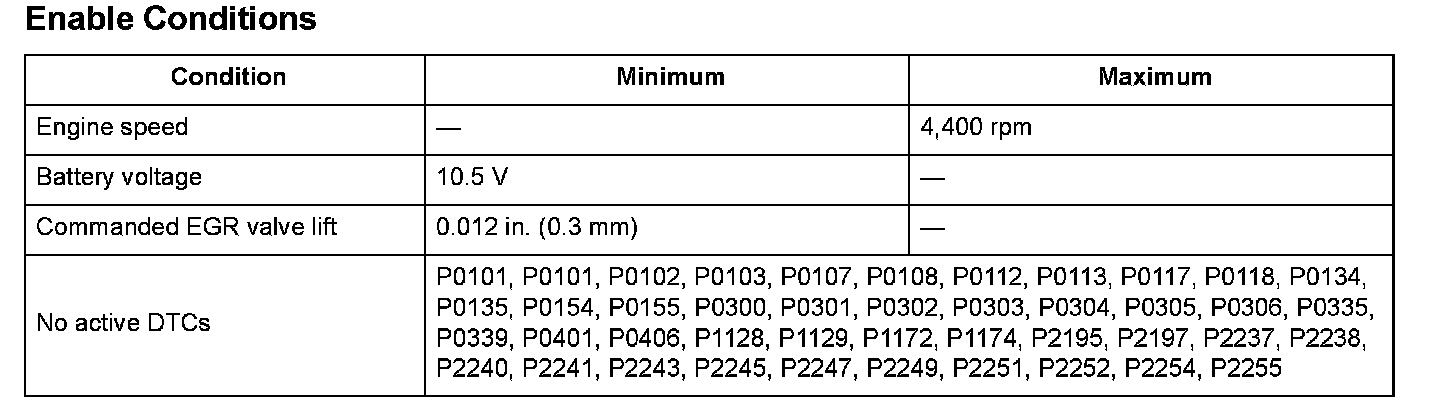 Enable Conditions
Condition Minimum Maximum
Engine speed — 4,400 rpm
Battery voltage 10.5 V —
Commanded EGR valve lift 0.012 in. (0.3 mm) —
No active DTCs
P0101, P0101, P0102, P0103, P0107, P0108, P0112, P0113, P0117, P0118, P0134,
P0135, P0154, P0155, P0300, P0301, P0302, P0303, P0304, P0305, P0306, P0335,
P0339, P0401, P0406, P1128, P1129, P1172, P1174, P2195, P2197, P2237, P2238,
P2240, P2241, P2243, P2245, P2247, P2249, P2251, P2252, P2254, P2255